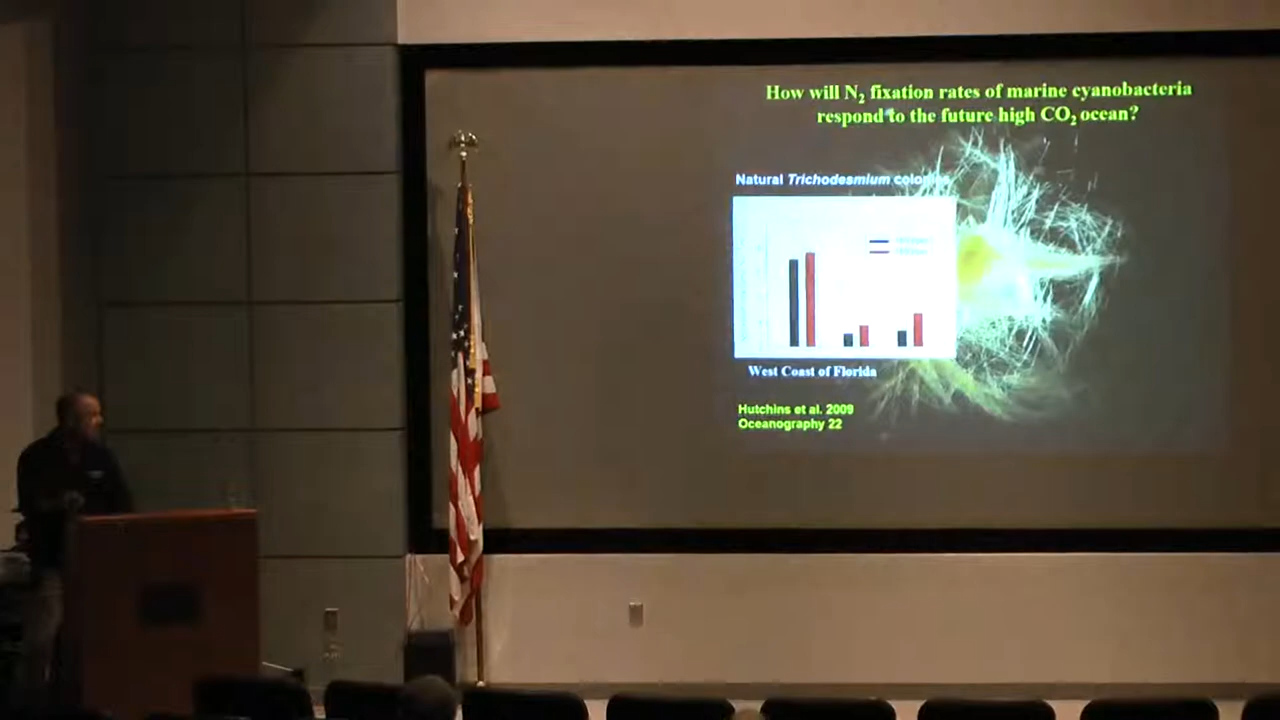 How will N₂ fixation rates of marine cyanobacteria
respond to the future high CO₂ ocean?
Natural Trichodesmium colonies
West Coast of Florida
Hutchins et al. 2009
Oceanography 22